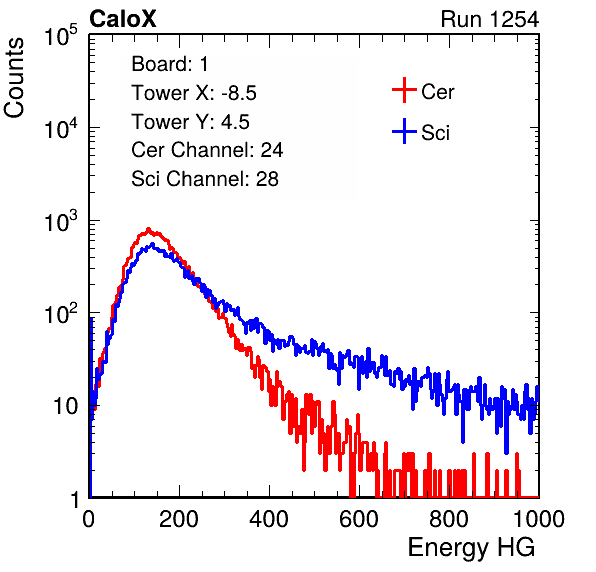 CaloX Run 1254
Counts
10^5
10^4
10^3
10^2
10
1
Board: 1
Tower X: -8.5
Tower Y: 4.5
Cer Channel: 24
Sci Channel: 28
Cer
Sci
0 200 400 600 800 1000
Energy HG